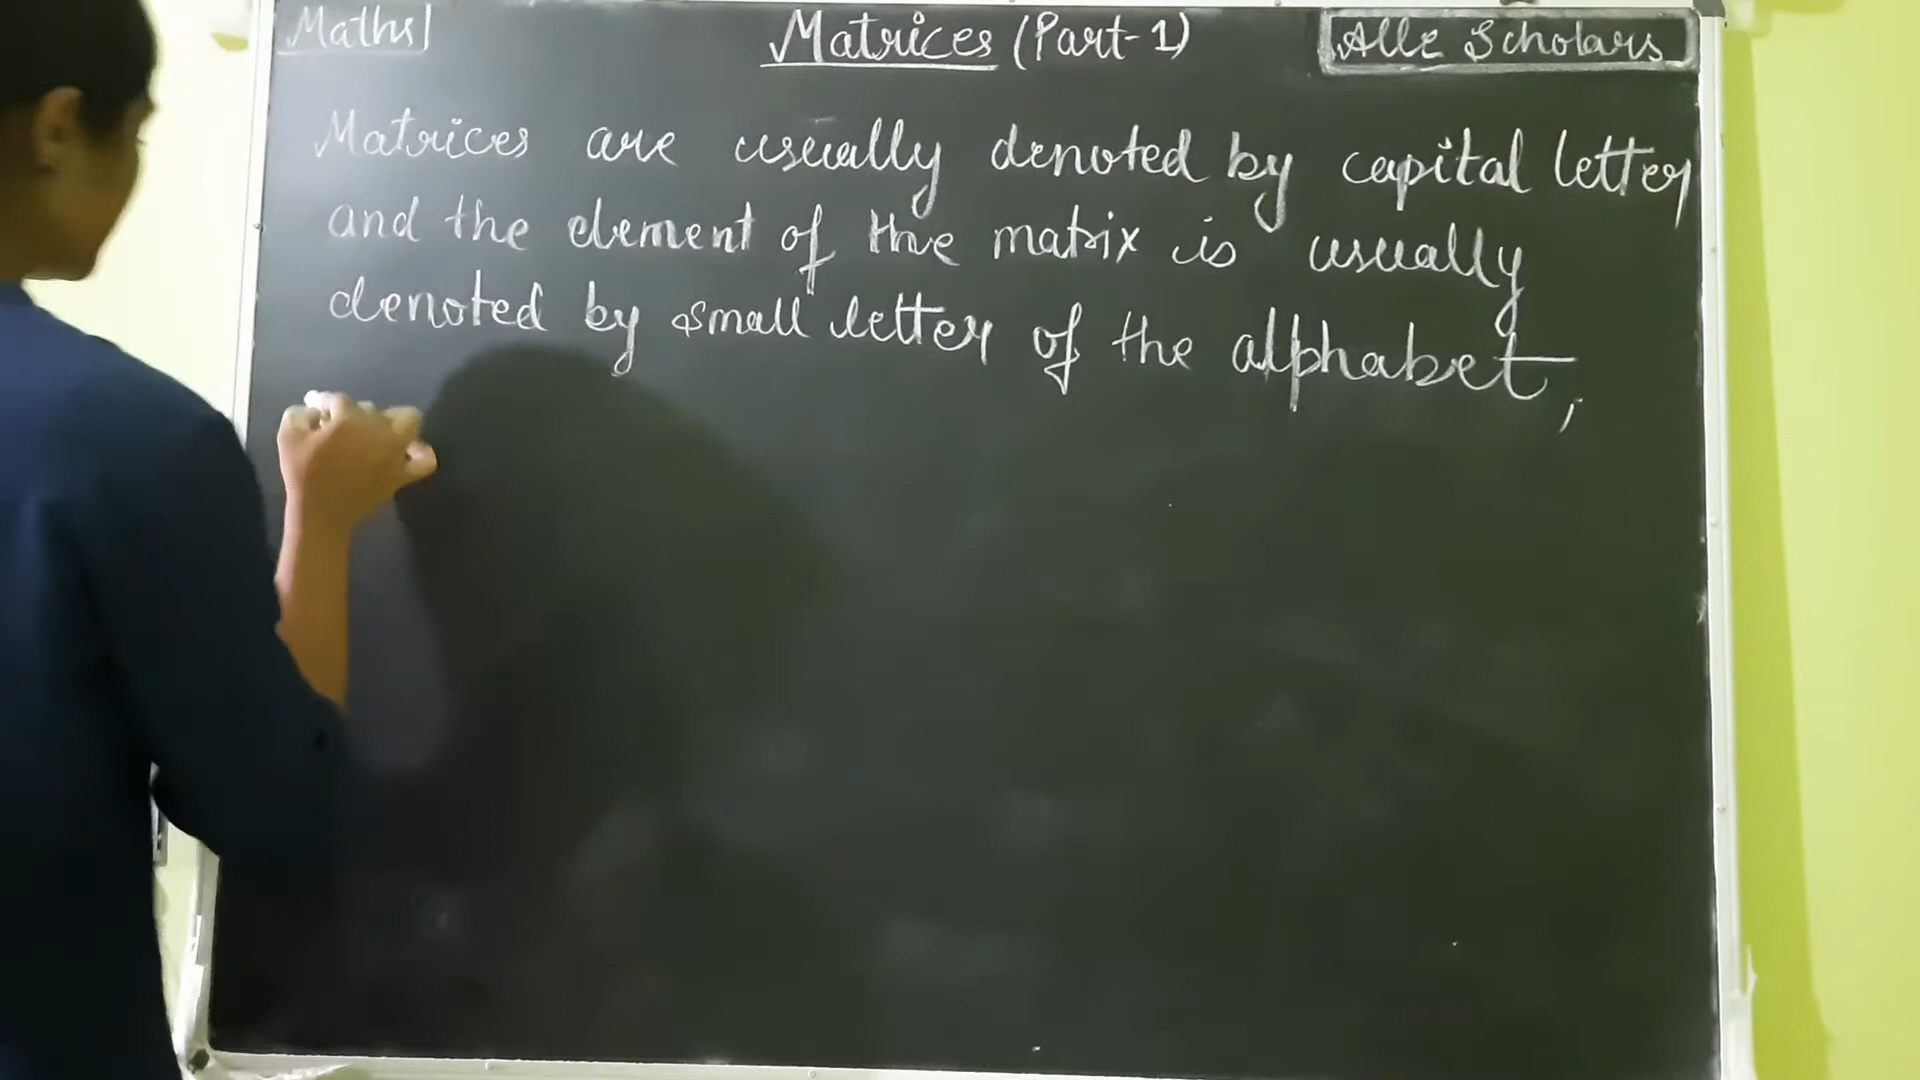 Maths
Matrices (Part-1)
Alle Scholars
Matrices are usually denoted by capital letter
and the element of the matrix is usually
denoted by small letter of the alphabet,